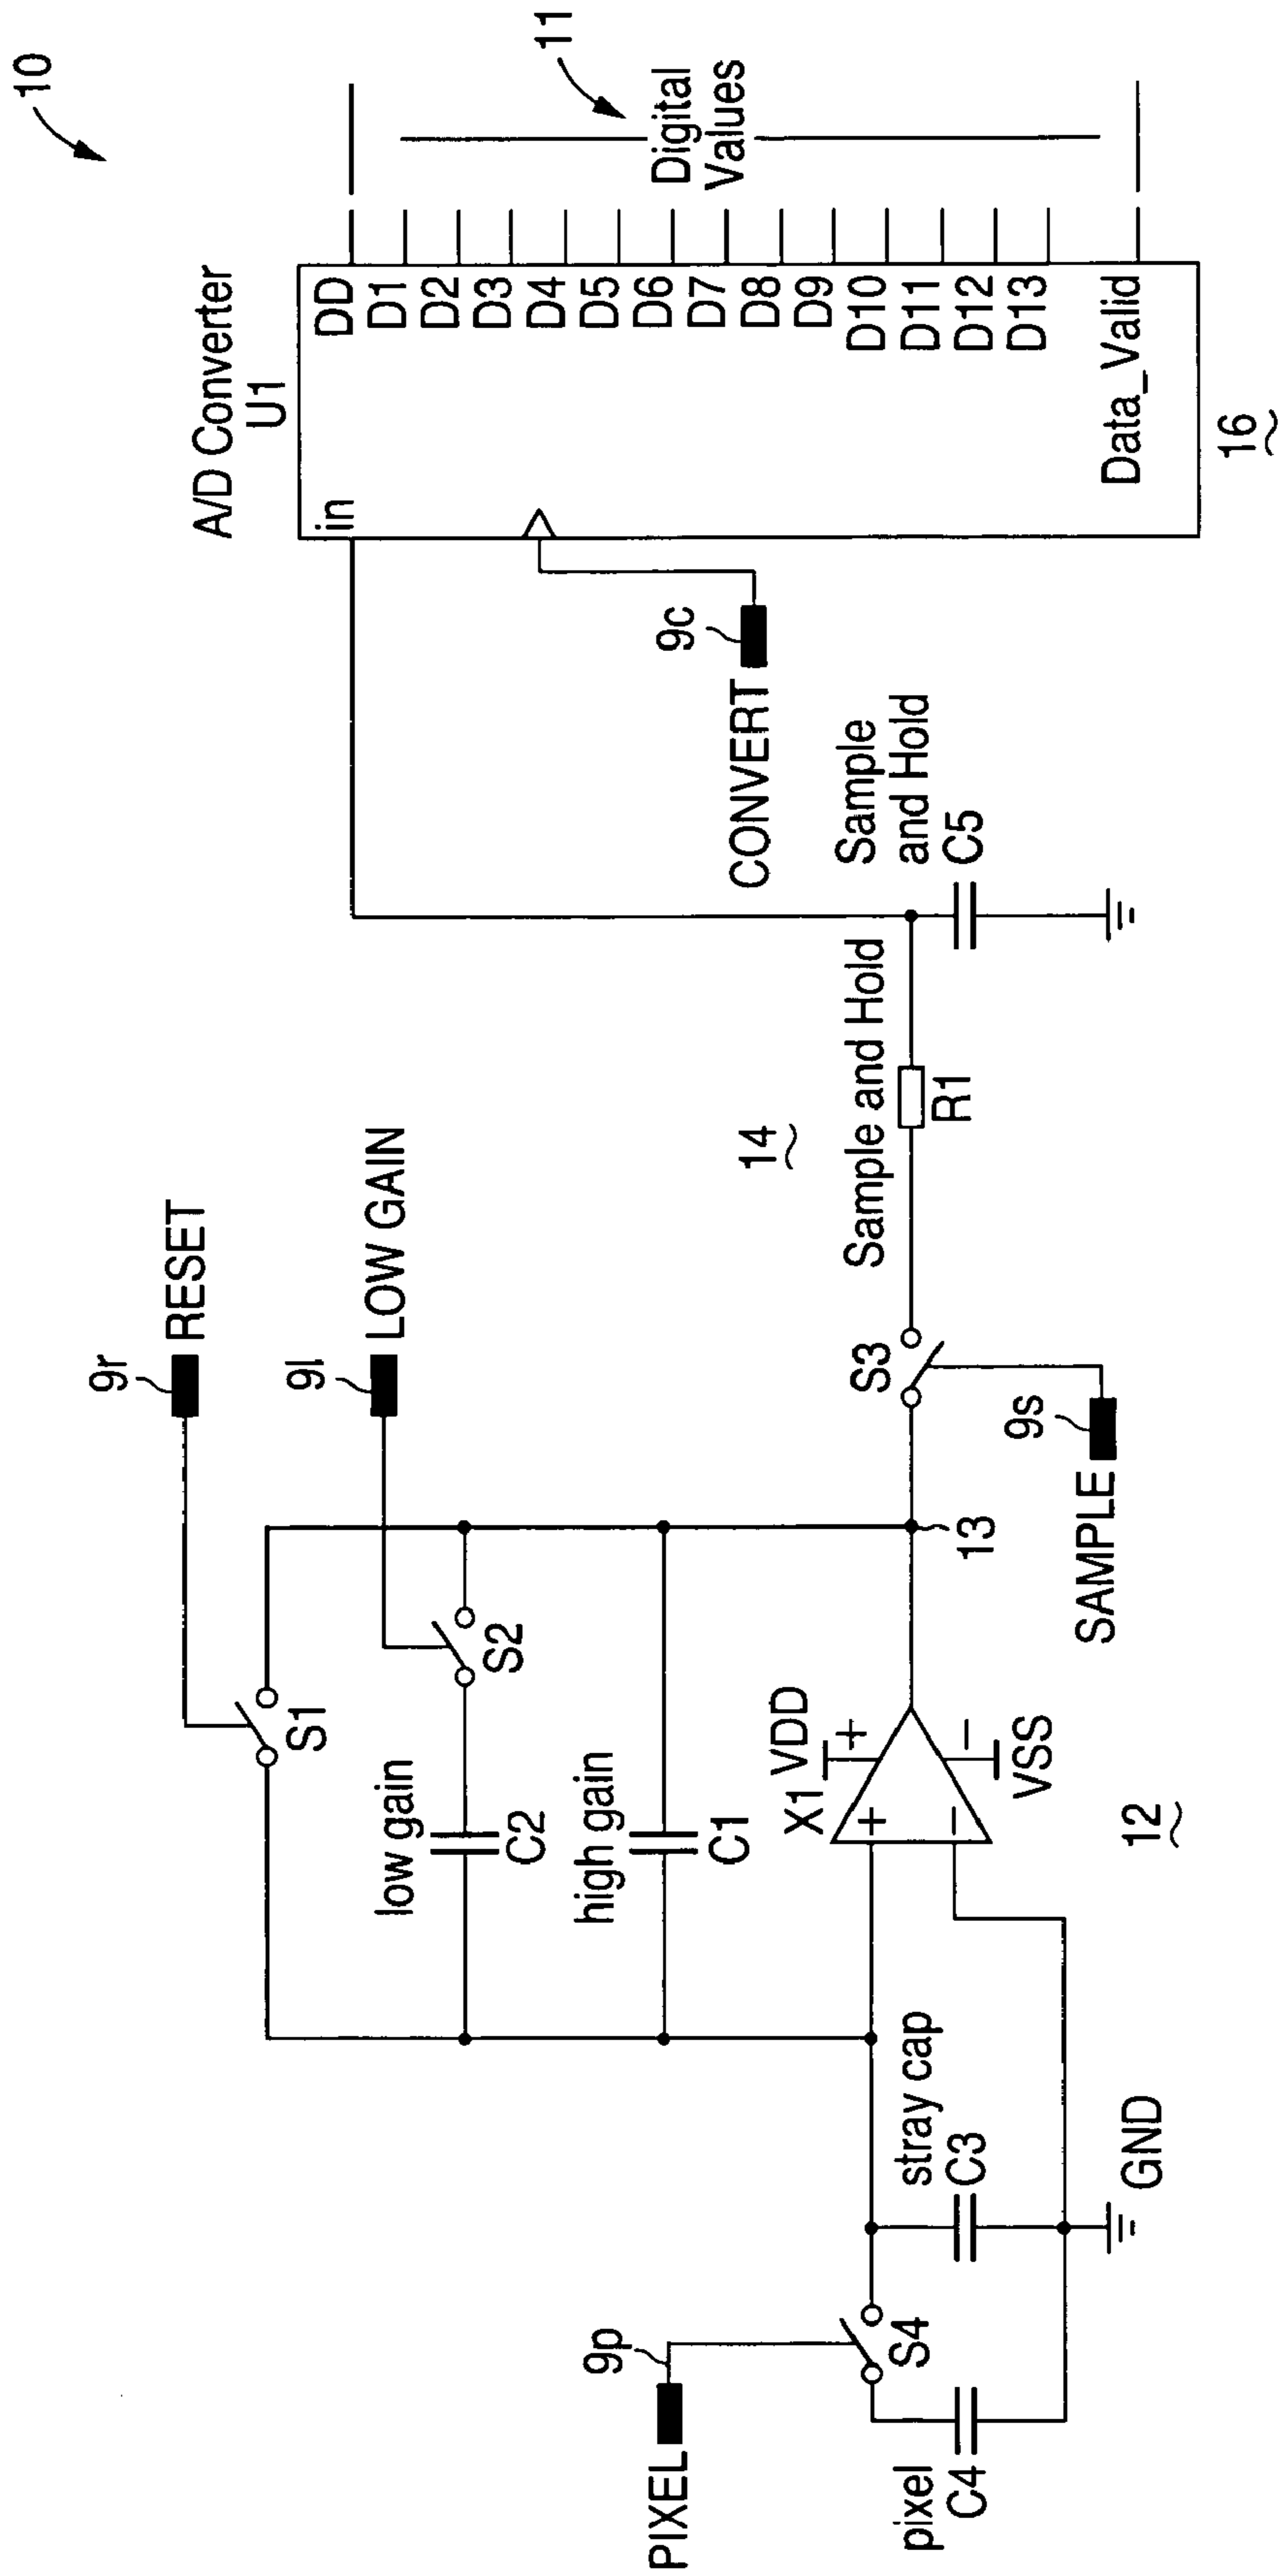 10
A/D Converter
U1
in
DD
D1
D2
D3
D4
D5
D6
D7
D8
D9
D10
D11
D12
D13
Data_Valid
Digital
Values
11
16
9c
CONVERT
Sample
and Hold
C5
Sample and Hold
R1
14
9r
RESET
9l
LOW GAIN
S1
S2
low gain
C2
high gain
C1
S3
9s
SAMPLE
13
X1
VDD
+
+
−
−
VSS
12
stray cap
C3
GND
S4
9p
PIXEL
pixel
C4